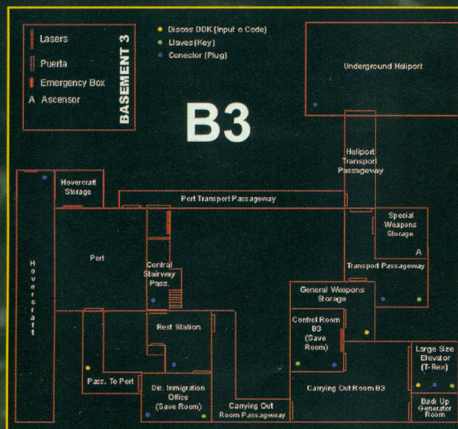 Lasers
Puerta
Emergency Box
A Ascensor
BASEMENT 3
Discos DDK (Input o Code)
Llaves (Key)
Conector (Plug)
B3
Underground Heliport
Heliport
Transport
Passageway
Hovercraft
Storage
Port Transport Passageway
Special
Weapons
Storage
A
Hovercraft
Port
Central
Stairway
Pass.
Transport Passageway
General Weapons
Storage
Rest Station
Control Room
B3
(Save
Room)
Large Size
Elevator
(T-Rex)
Pass. To Port
Dir. Inmigration
Office
(Save Room)
Carrying Out
Room Passageway
Carrying Out Room B3
Back Up
Generator
Room